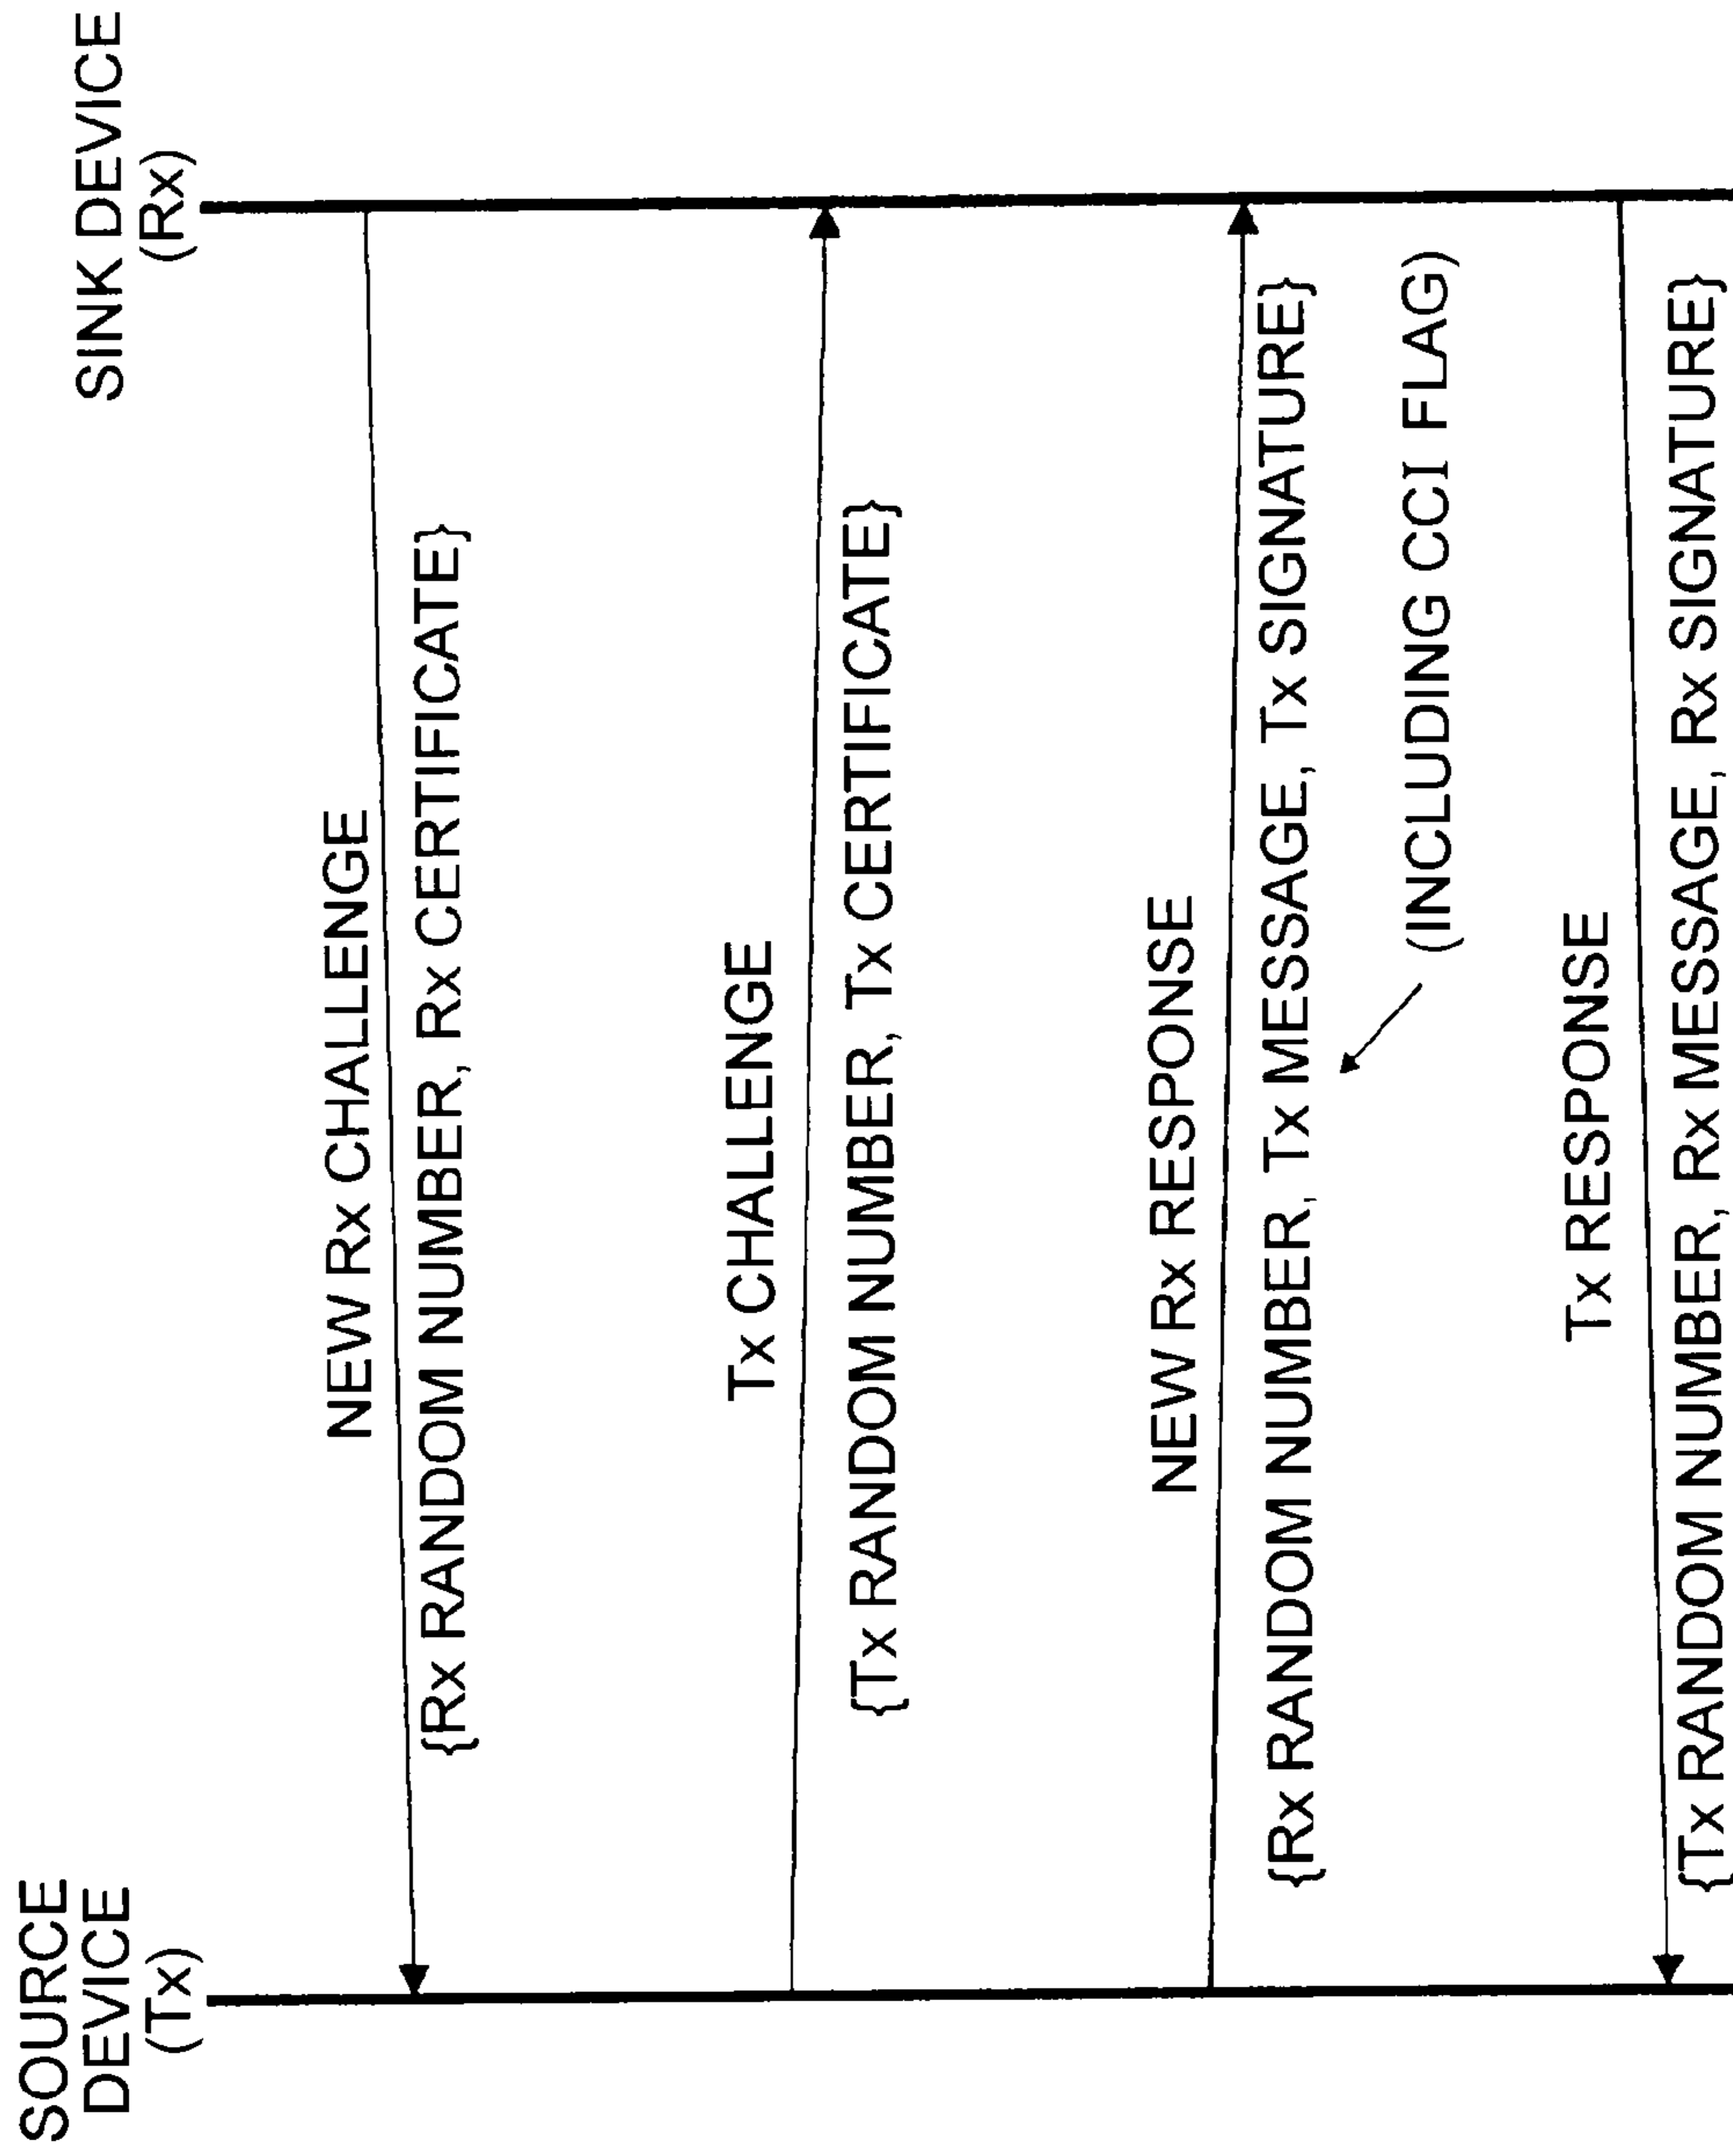 SOURCE
DEVICE
(Tx)
SINK DEVICE
(Rx)
NEW Rx CHALLENGE
{Rx RANDOM NUMBER, Rx CERTIFICATE}
Tx CHALLENGE
{Tx RANDOM NUMBER, Tx CERTIFICATE}
NEW Rx RESPONSE
{Rx RANDOM NUMBER, Tx MESSAGE, Tx SIGNATURE}
(INCLUDING CCI FLAG)
Tx RESPONSE
{Tx RANDOM NUMBER, Rx MESSAGE, Rx SIGNATURE}